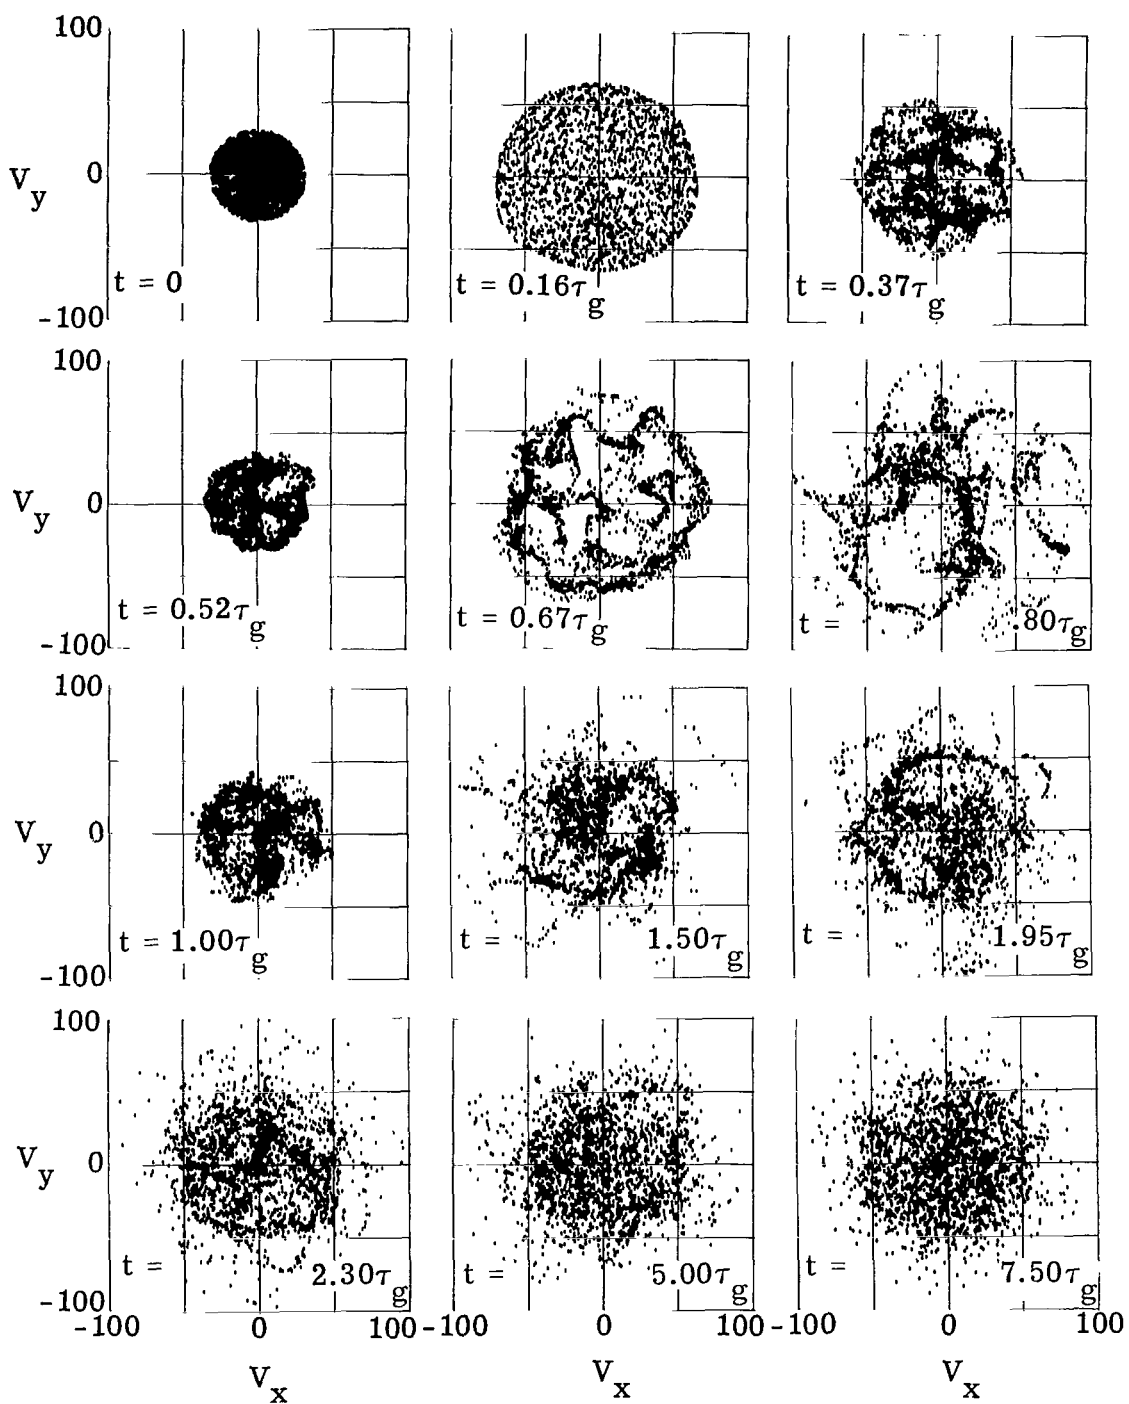 100
V_y 0
-100
t = 0
t = 0.16τ_g
t = 0.37τ_g
100
V_y 0
-100
t = 0.52τ_g
t = 0.67τ_g
t = .80τ_g
100
V_y 0
-100
t = 1.00τ_g
t = 1.50τ_g
t = 1.95τ_g
100
V_y 0
-100
t = 2.30τ_g
t = 5.00τ_g
t = 7.50τ_g
-100 0 100 -100 0 100 -100 0 100
V_x V_x V_x